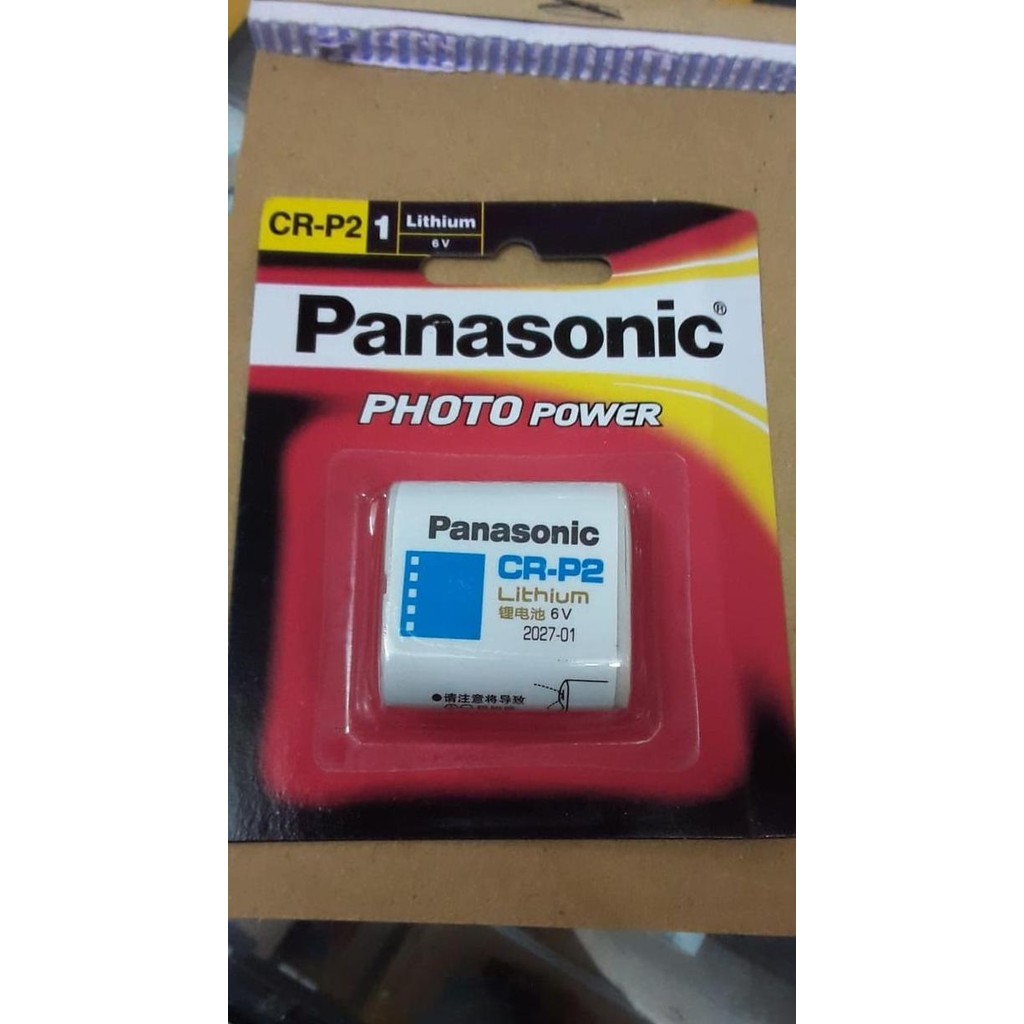 CR-P2 1 Lithium
6V
Panasonic®
PHOTO POWER
Panasonic
CR-P2
Lithium
锂电池 6V
2027-01
●请注意将导致